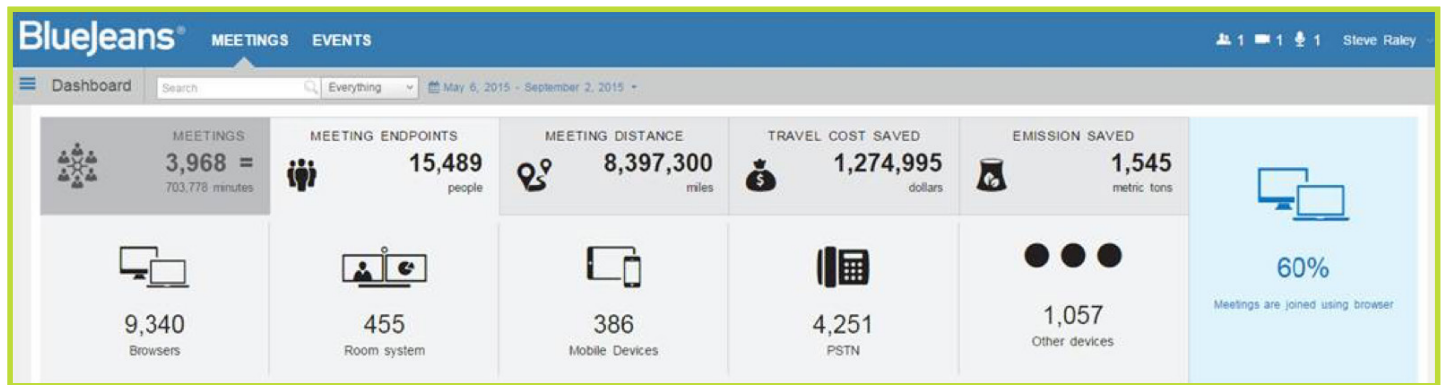 BlueJeans® MEETINGS EVENTS 1 1 1 Steve Raley
Dashboard Search Everything May 6, 2015 - September 2, 2015
MEETINGS
3,968 =
703,778 minutes
MEETING ENDPOINTS
15,489
people
MEETING DISTANCE
8,397,300
miles
TRAVEL COST SAVED
1,274,995
dollars
EMISSION SAVED
1,545
metric tons
9,340
Browsers
455
Room system
386
Mobile Devices
4,251
PSTN
1,057
Other devices
60%
Meetings are joined using browser